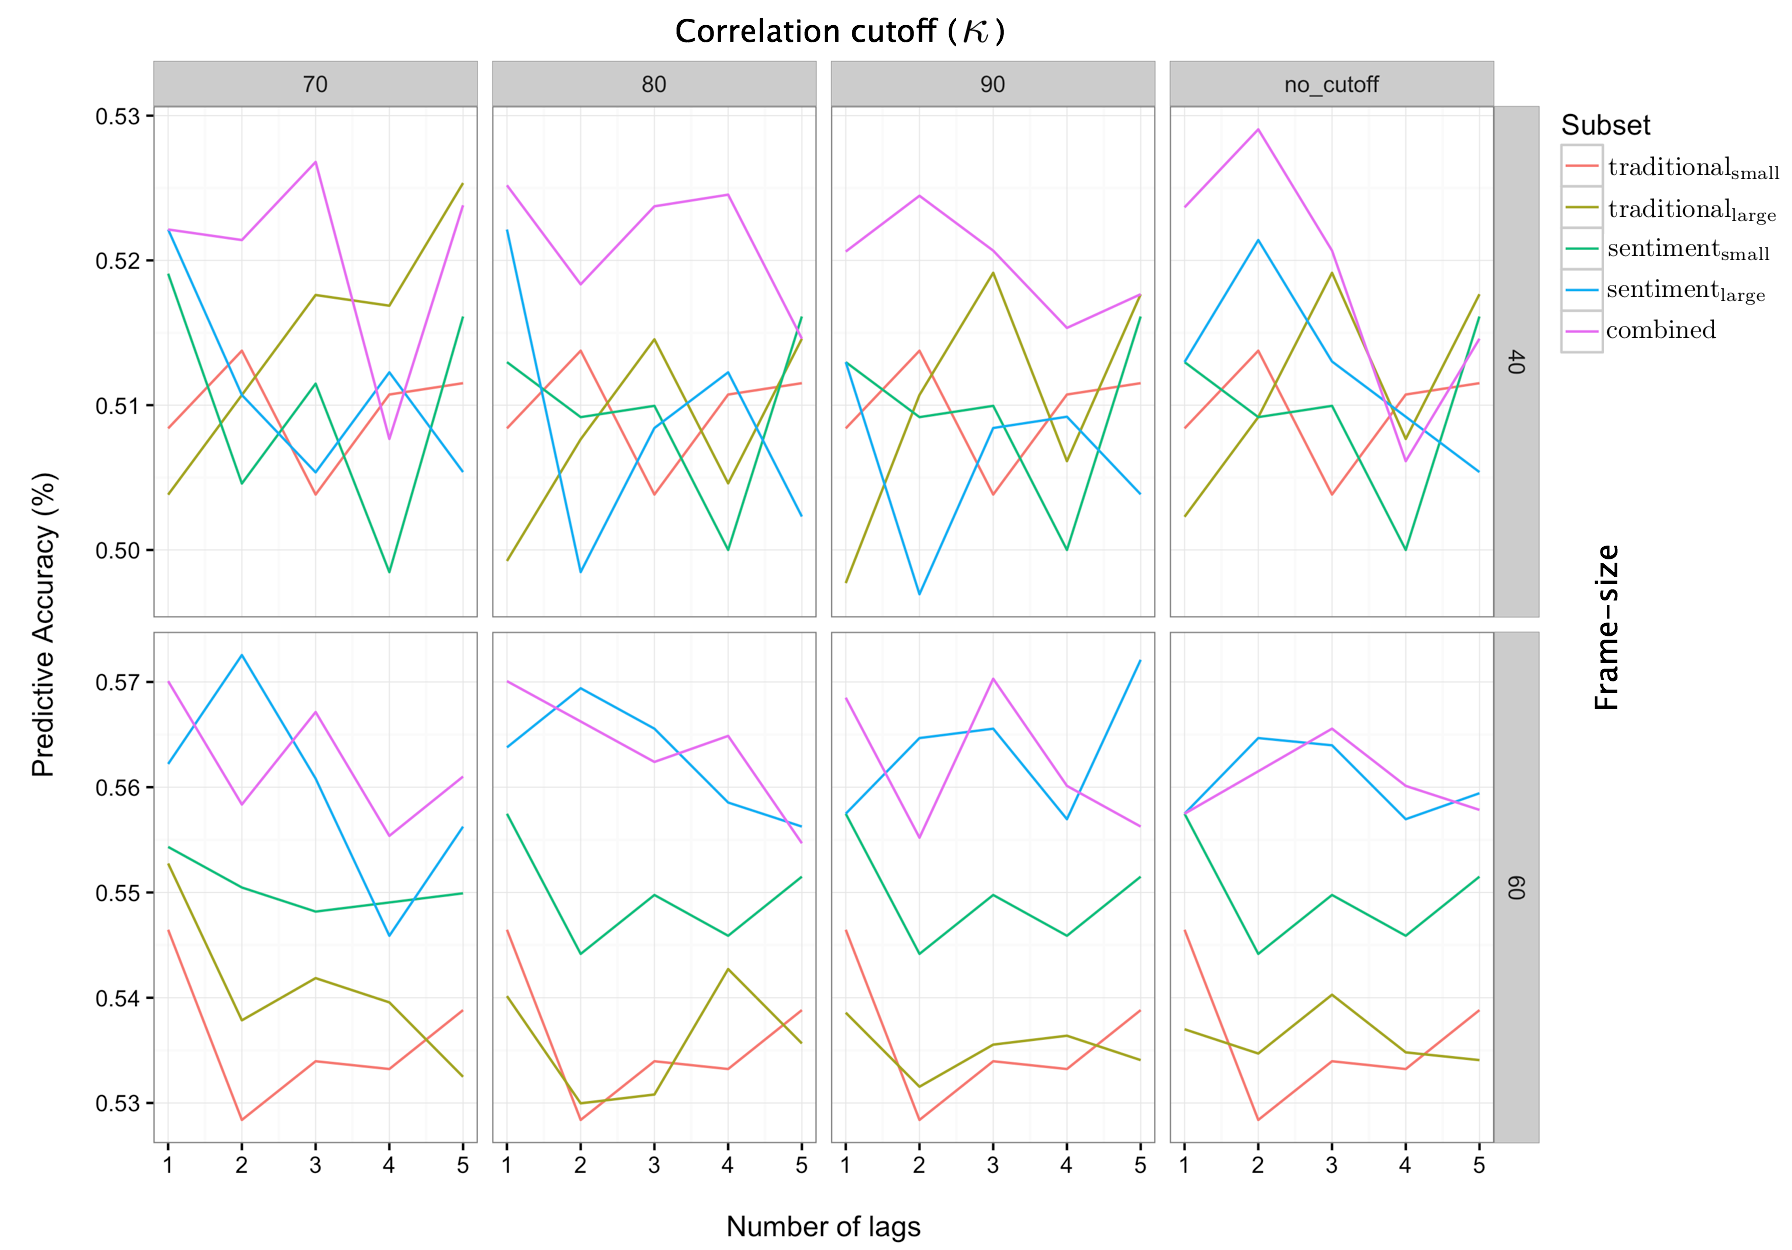 Correlation cutoff (κ)
70 80 90 no_cutoff
0.53
0.52
0.51
0.50
40
0.57
0.56
0.55
0.54
0.53
60
1 2 3 4 5 1 2 3 4 5 1 2 3 4 5 1 2 3 4 5
Number of lags
Predictive Accuracy (%)
Frame-size
Subset
traditional_small
traditional_large
sentiment_small
sentiment_large
combined